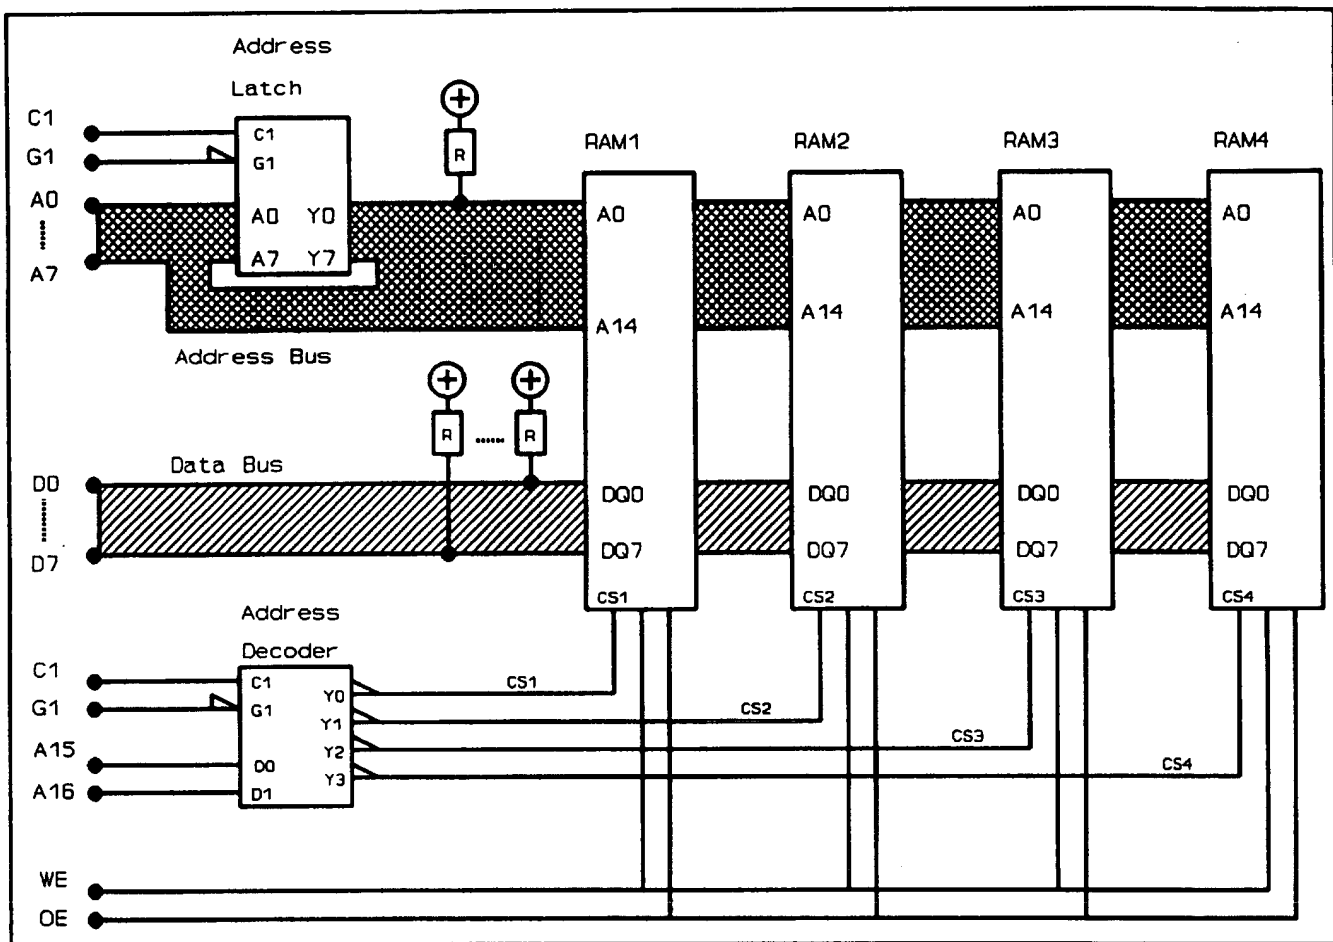 Address
Latch
C1
G1
A0
A7
C1
G1
A0 Y0
A7 Y7
R
RAM1
RAM2
RAM3
RAM4
A0
A14
A0
A14
A0
A14
A0
A14
Address Bus
R
R
Data Bus
D0
D7
DQ0
DQ7
CS1
DQ0
DQ7
CS2
DQ0
DQ7
CS3
DQ0
DQ7
CS4
Address
Decoder
C1
G1
A15
A16
C1
G1
D0
D1
Y0
Y1
Y2
Y3
CS1
CS2
CS3
CS4
WE
OE